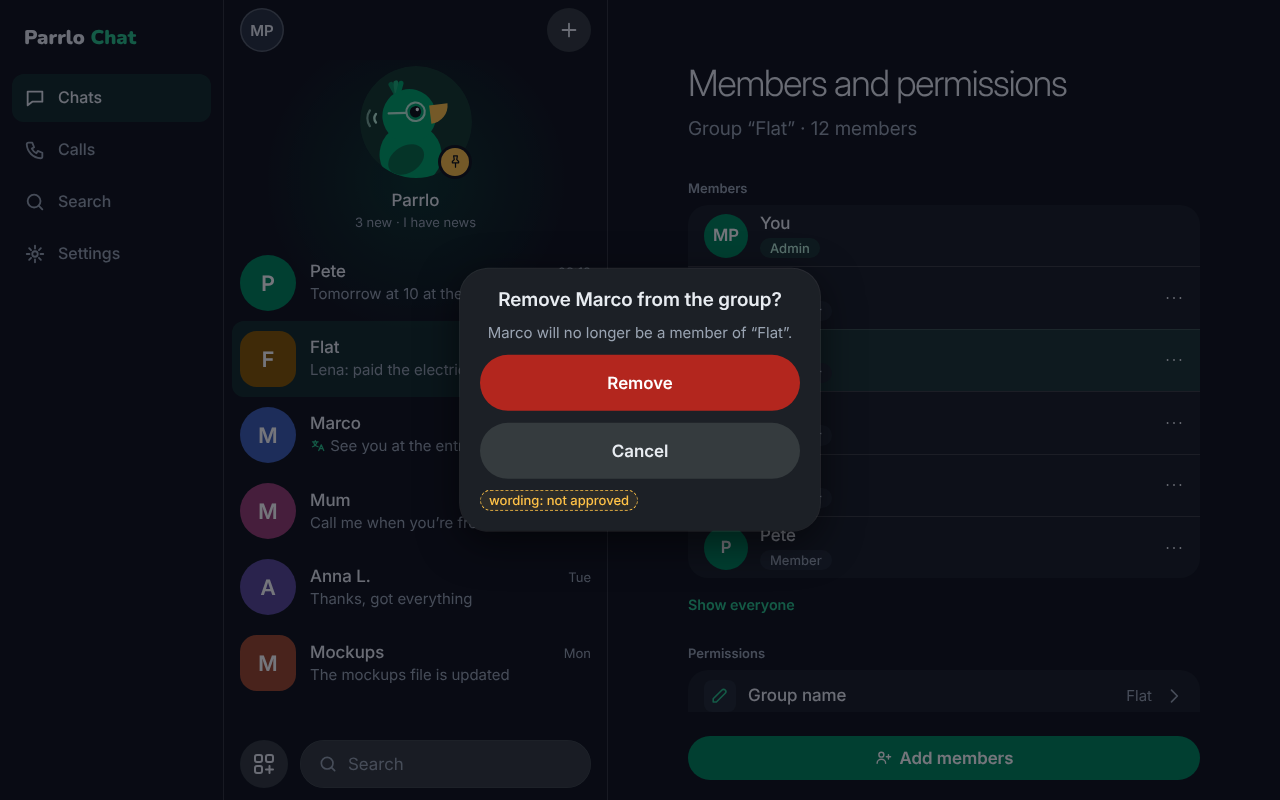 Parrlo Chat
Chats
Calls
Search
Settings
MP
Parrlo
3 new · I have news
P
Pete
Tomorrow at 10 at the
F
Flat
Lena: paid the electri
M
Marco
See you at the ent
M
Mum
Call me when you're fre
A
Anna L.
Tue
Thanks, got everything
M
Mockups
Mon
The mockups file is updated
Search
Members and permissions
Group “Flat” · 12 members
Members
MP
You
Admin
P
Pete
Member
Show everyone
Permissions
Group name
Flat
Add members
Remove Marco from the group?
Marco will no longer be a member of “Flat”.
Remove
Cancel
wording: not approved